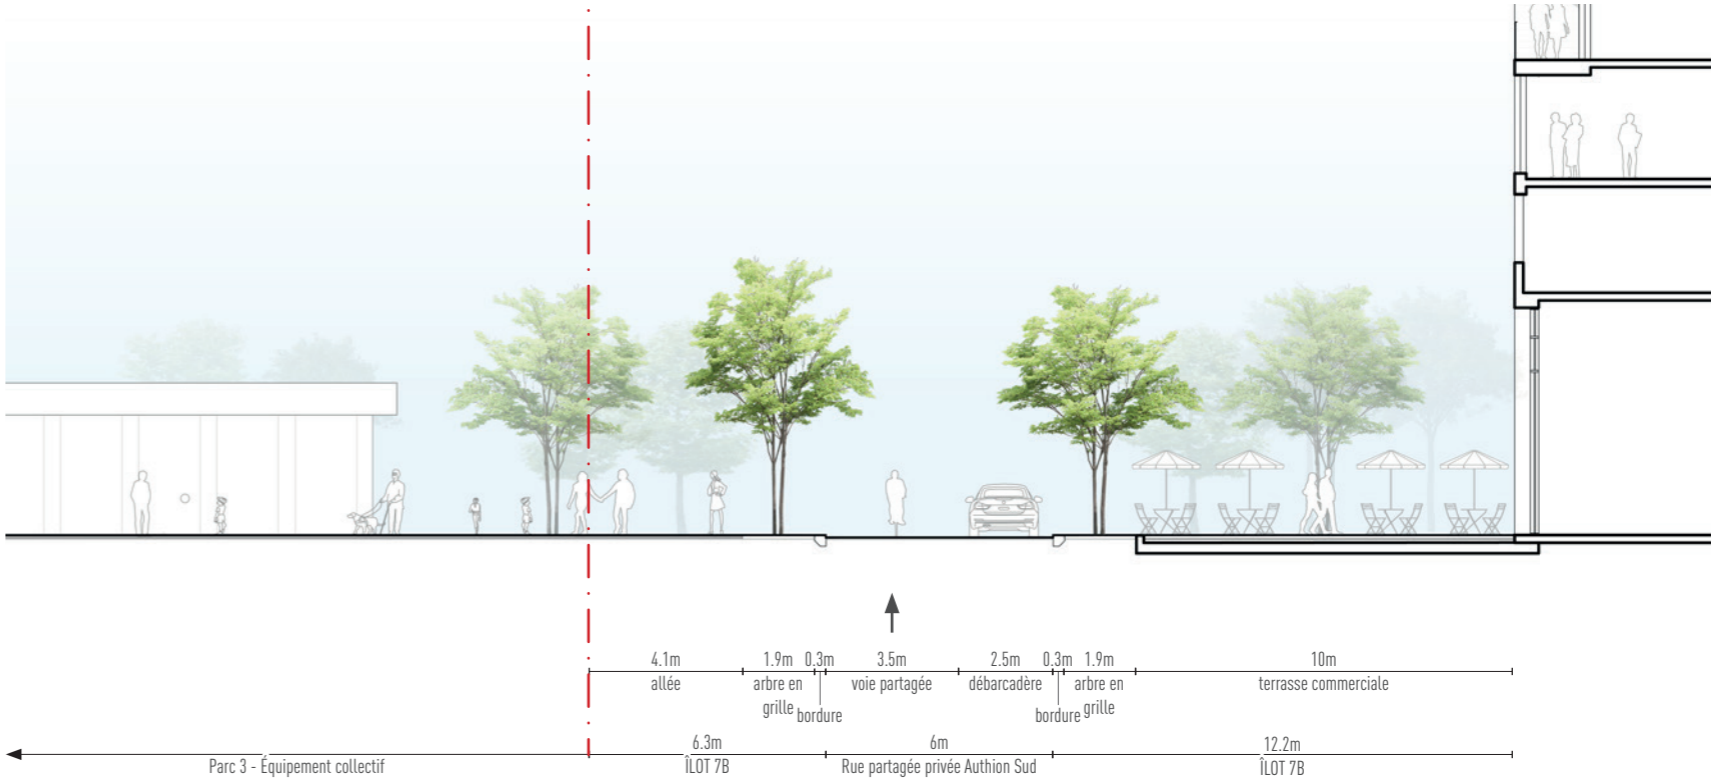 4.1m 1.9m 0.3m 3.5m 2.5m 0.3m 1.9m 10m
allée arbre en voie partagée débarcadère arbre en terrasse commerciale
grille bordure bordure grille
6.3m 6m 12.2m
Parc 3 - Équipement collectif ÎLOT 7B Rue partagée privée Authion Sud ÎLOT 7B